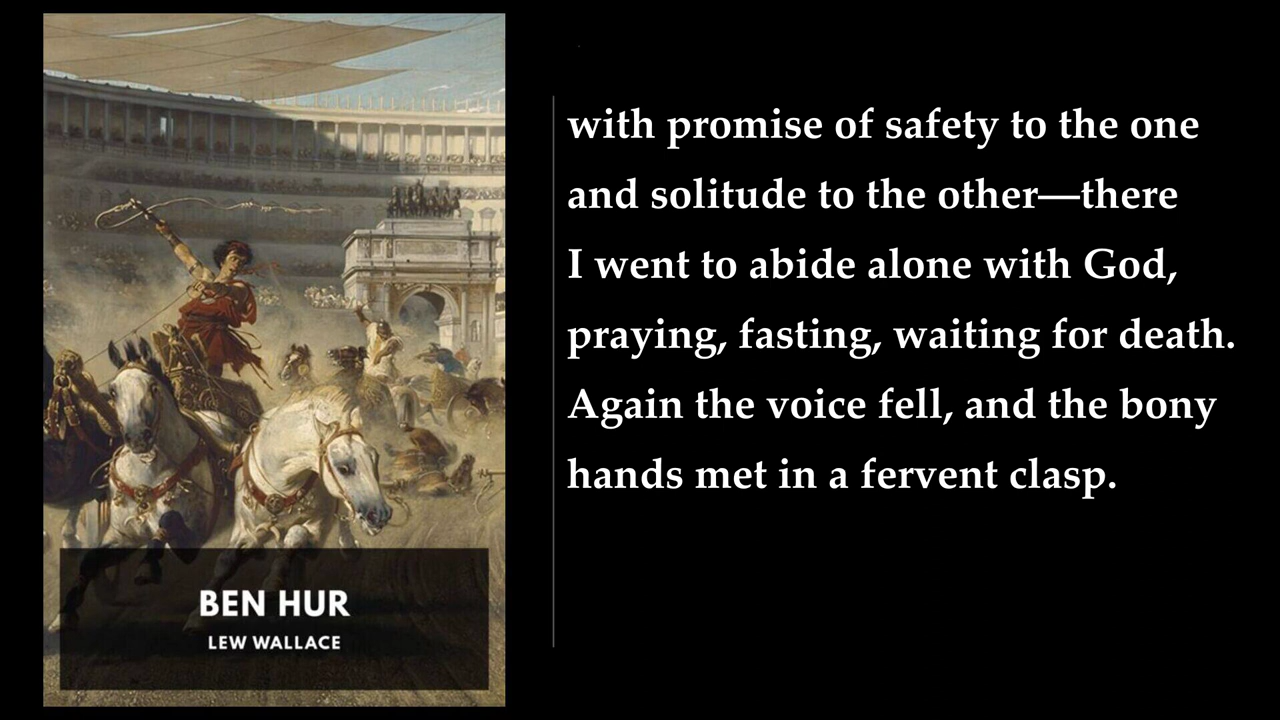 BEN HUR
LEW WALLACE
with promise of safety to the one
and solitude to the other—there
I went to abide alone with God,
praying, fasting, waiting for death.
Again the voice fell, and the bony
hands met in a fervent clasp.